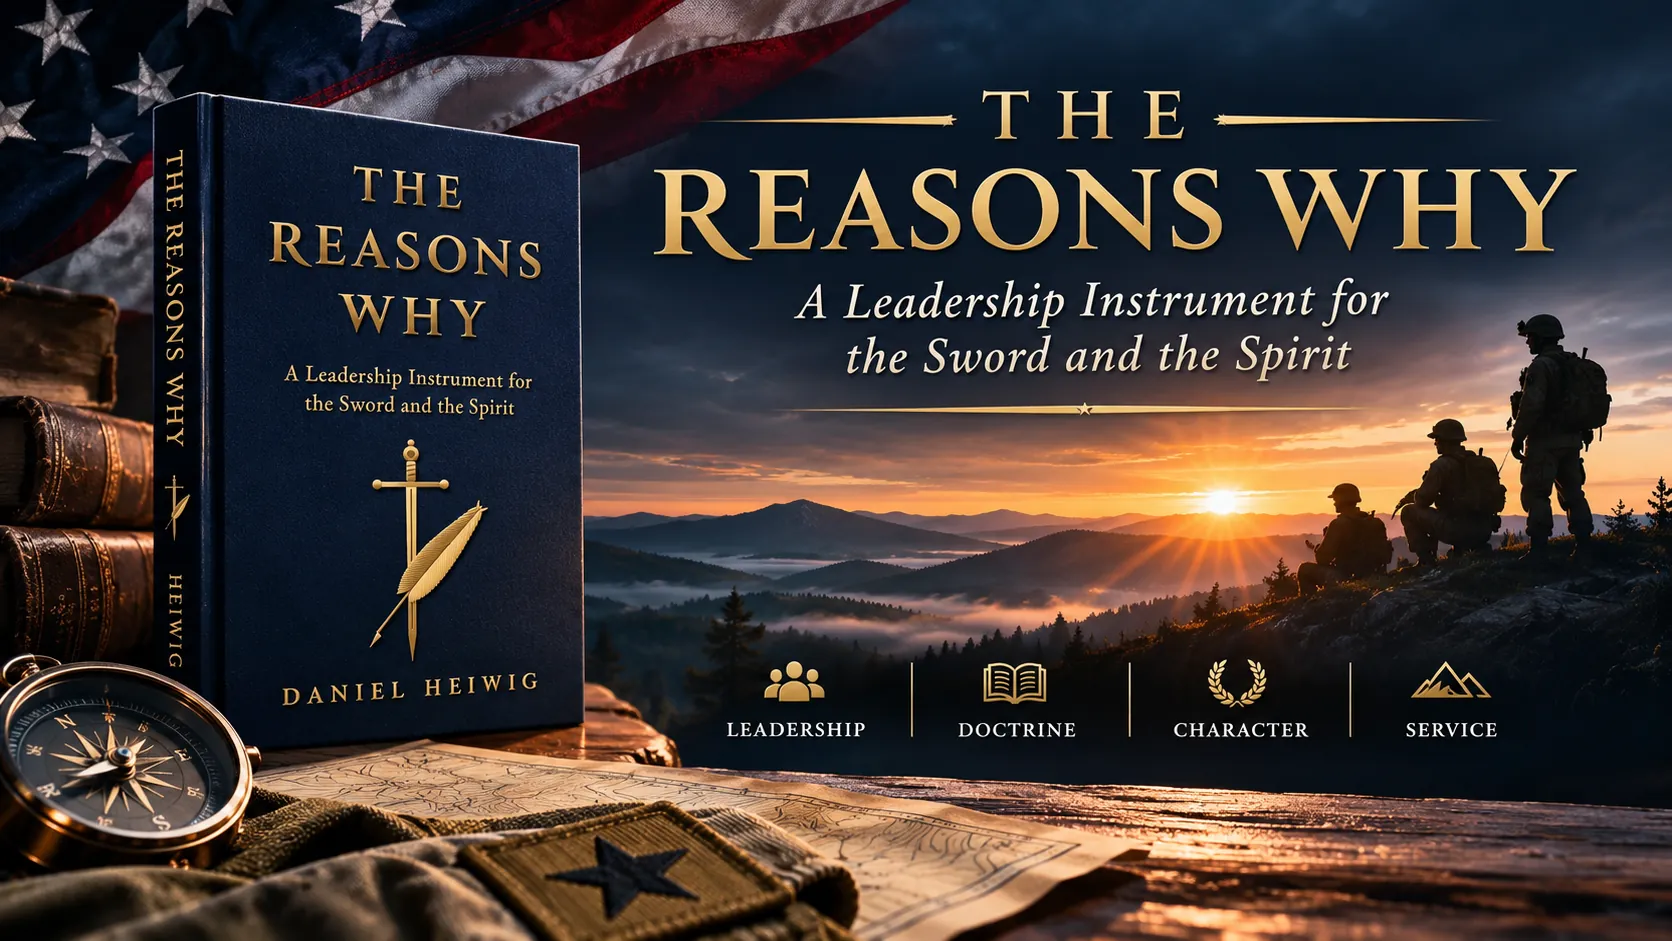 THE REASONS WHY
HEIWIG
THE
REASONS
WHY
A Leadership Instrument for
the Sword and the Spirit
DANIEL HEIWIG
THE
REASONS WHY
A Leadership Instrument for
the Sword and the Spirit
LEADERSHIP
DOCTRINE
CHARACTER
SERVICE
N
S